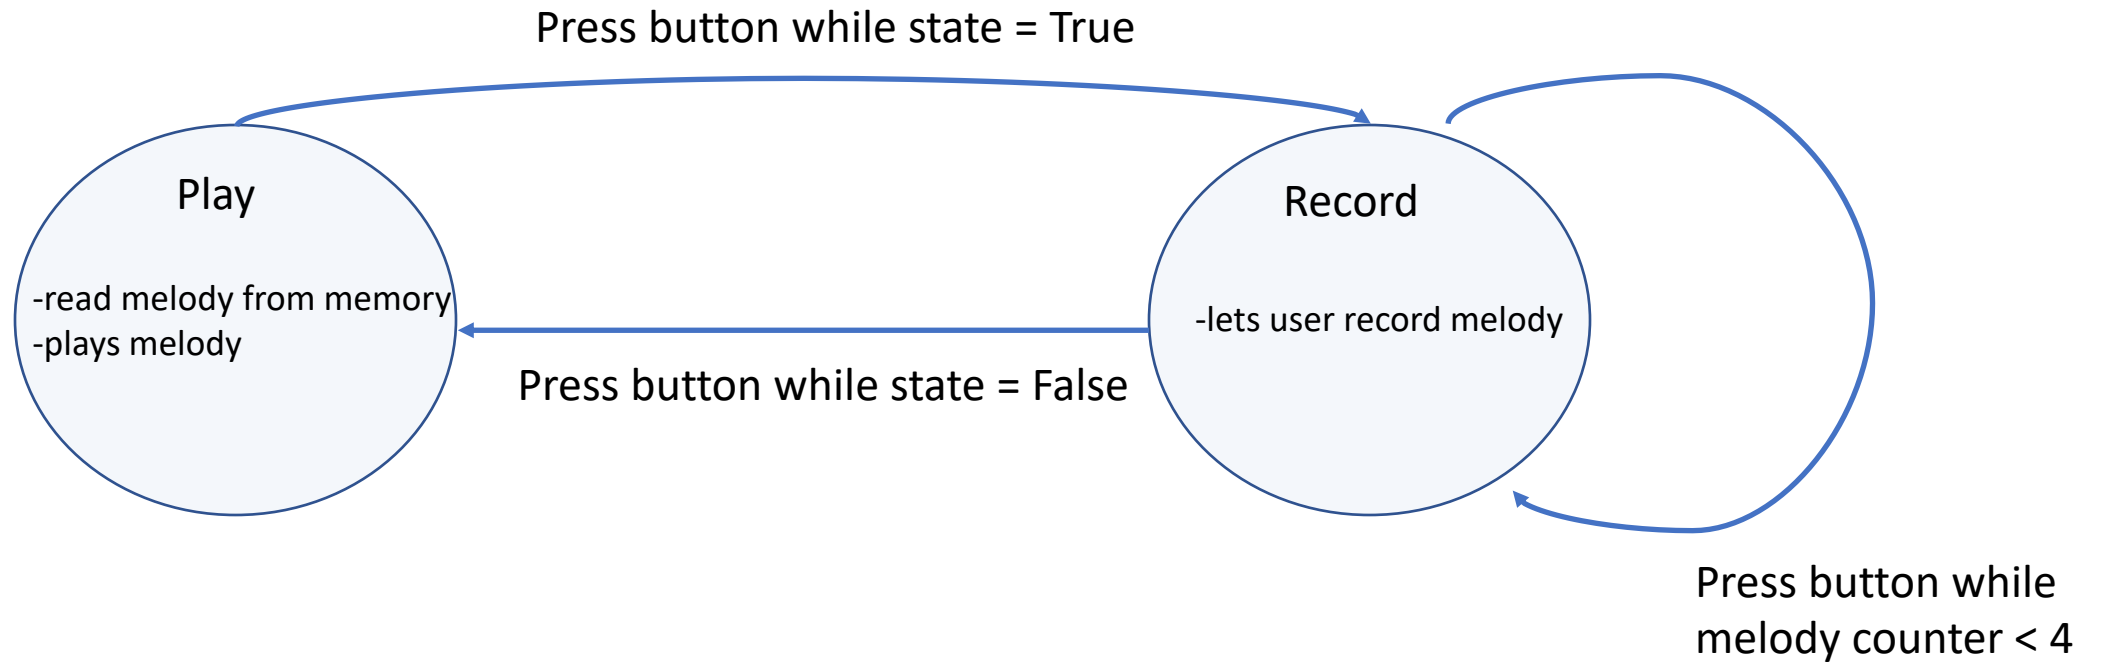 Press button while state = True
Play
-read melody from memory
-plays melody
Record
-lets user record melody
Press button while state = False
Press button while
melody counter < 4